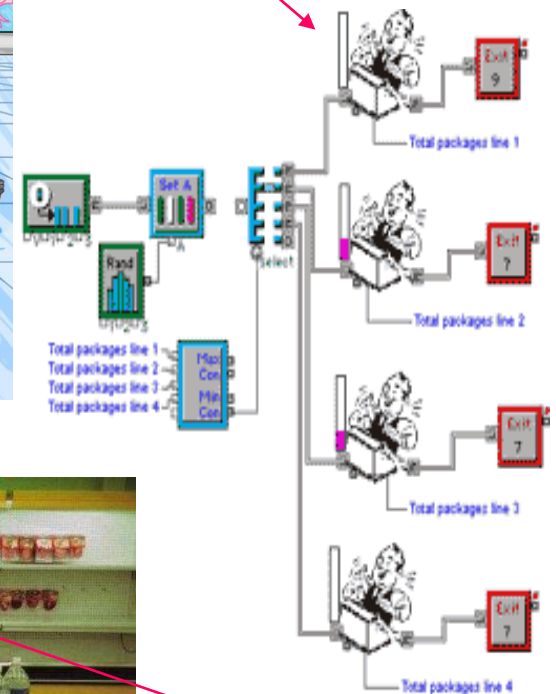 Exit
9
Total packages line 1
Set A
A
Rand
Select
Exit
7
Total packages line 2
Total packages line 1
Total packages line 2
Total packages line 3
Total packages line 4
Max
Con
Min
Con
Exit
7
Total packages line 3
Exit
7
Total packages line 4